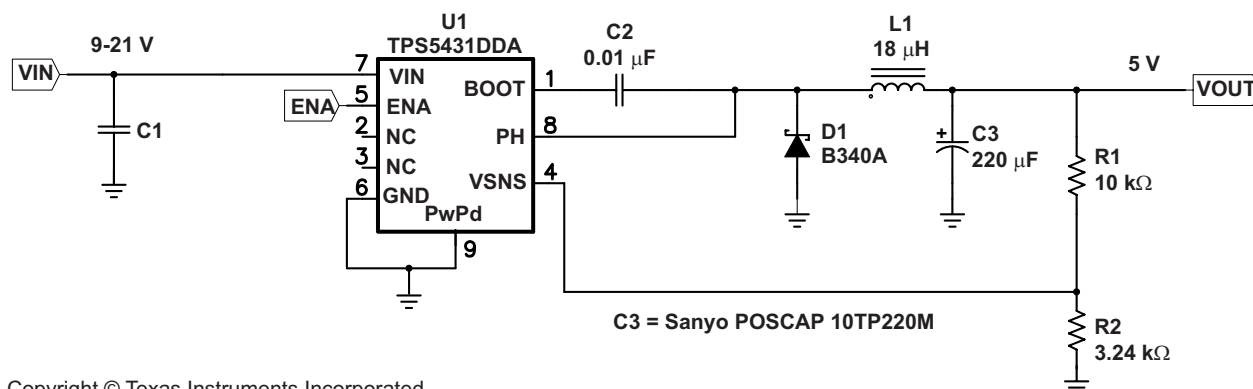 U1
TPS5431DDA
9-21 V
VIN
C1
ENA
7
5
2
3
6
VIN
ENA
NC
NC
GND
BOOT
PH
VSNS
PwPd
1
8
4
9
C2
0.01 μF
L1
18 μH
5 V
VOUT
D1
B340A
C3
220 μF
R1
10 kΩ
R2
3.24 kΩ
C3 = Sanyo POSCAP 10TP220M
Copyright © Texas Instruments Incorporated